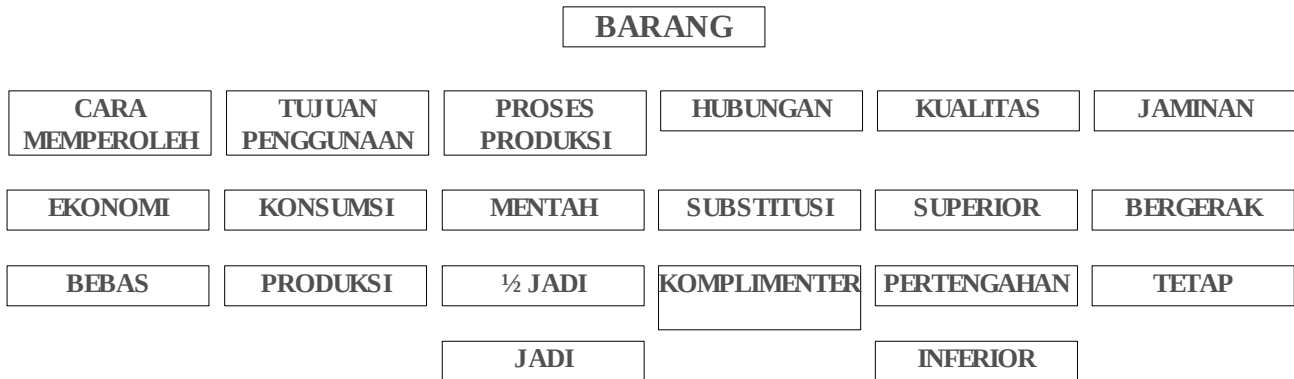 BARANG
CARA
MEMPEROLEH
TUJUAN
PENGGUNAAN
PROSES
PRODUKSI
HUBUNGAN
KUALITAS
JAMINAN
EKONOMI
KONSUMSI
MENTAH
SUBSTITUSI
SUPERIOR
BERGERAK
BEBAS
PRODUKSI
½ JADI
KOMPLIMENTER
PERTENGAHAN
TETAP
JADI
INFERIOR